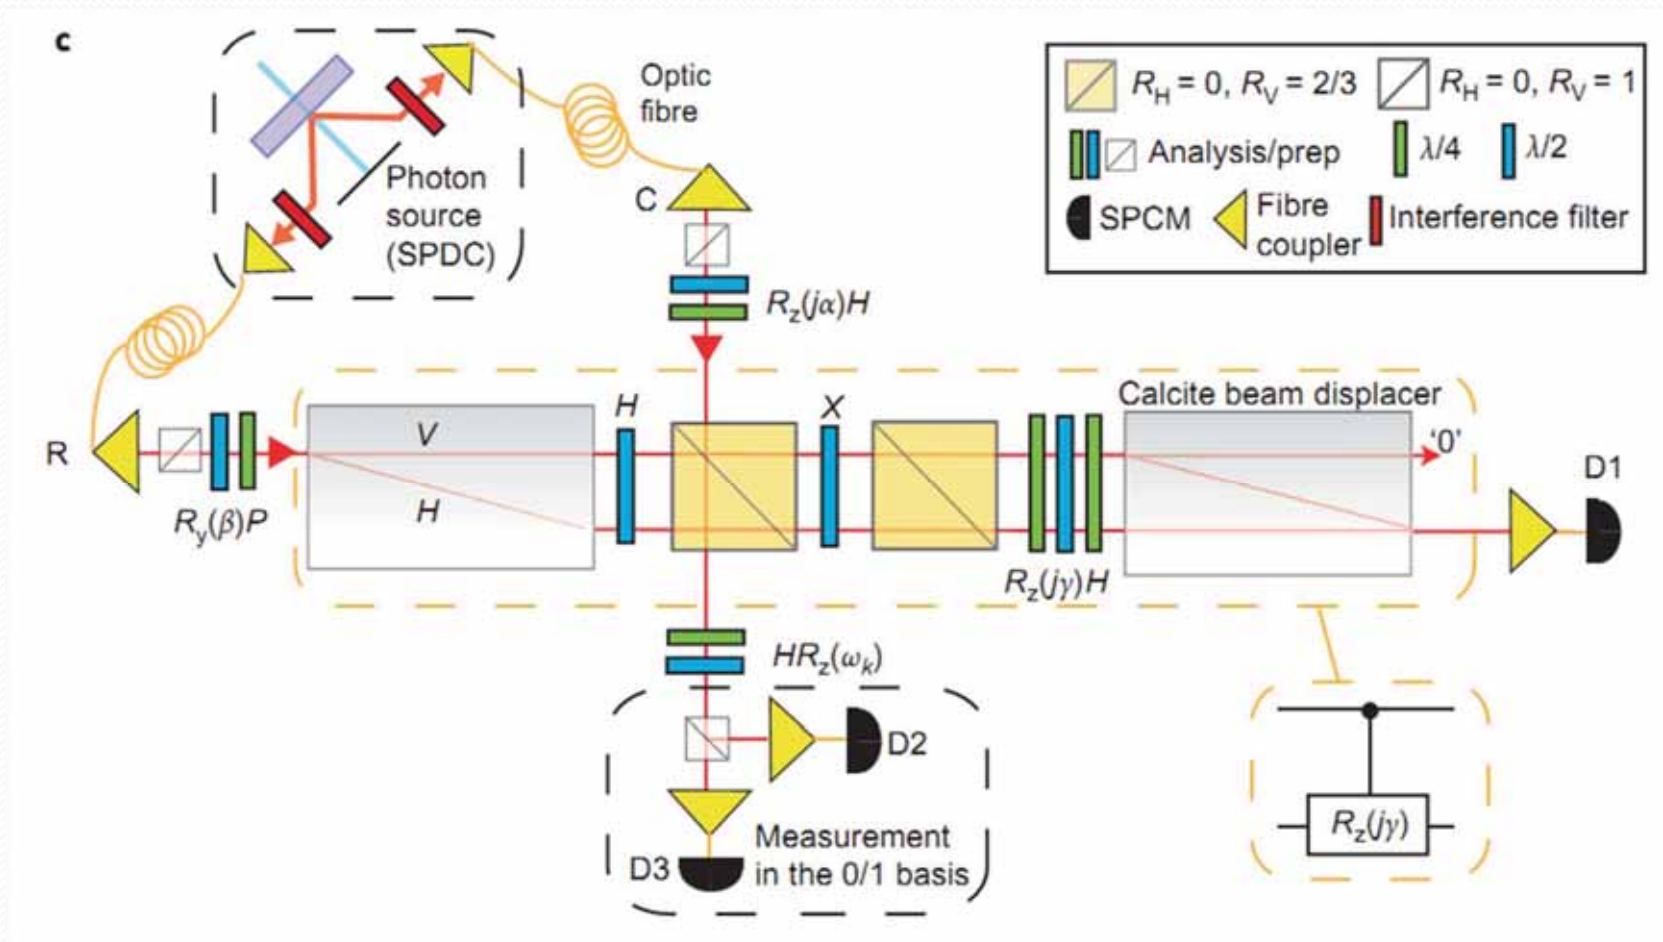 c
Optic
fibre
R_H = 0, R_V = 2/3
R_H = 0, R_V = 1
Analysis/prep
λ/4
λ/2
SPCM
Fibre
coupler
Interference filter
Photon
source
(SPDC)
C
R_z(jα)H
Calcite beam displacer
H
X
V
H
'0'
R
D1
R_y(β)P
R_z(jγ)H
HR_z(ω_k)
D2
R_z(jγ)
Measurement
in the 0/1 basis
D3